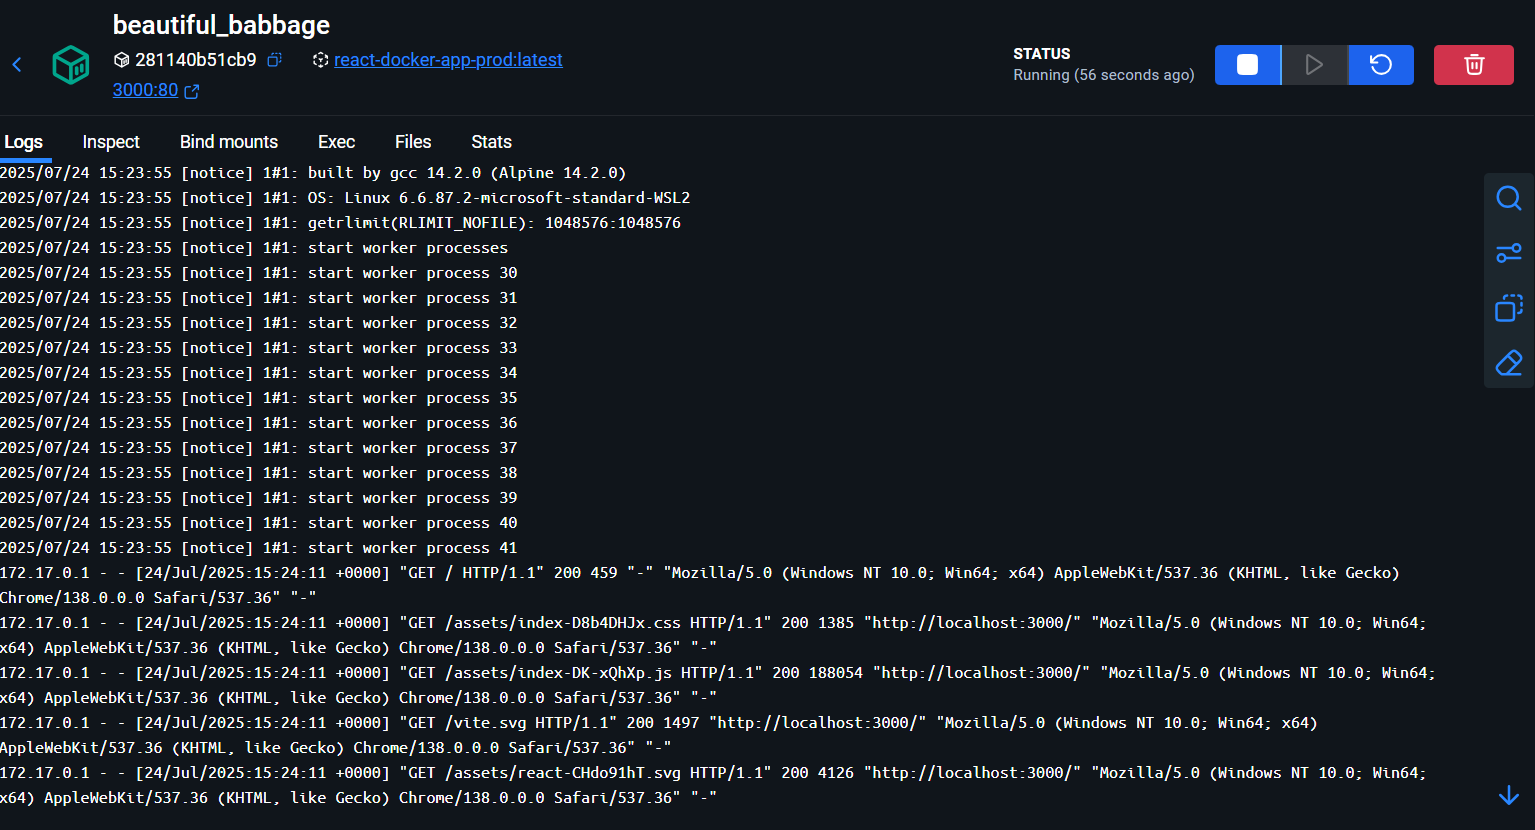 beautiful_babbage
281140b51cb9 react-docker-app-prod:latest
3000:80
STATUS
Running (56 seconds ago)
Logs Inspect Bind mounts Exec Files Stats
2025/07/24 15:23:55 [notice] 1#1: built by gcc 14.2.0 (Alpine 14.2.0)
2025/07/24 15:23:55 [notice] 1#1: OS: Linux 6.6.87.2-microsoft-standard-WSL2
2025/07/24 15:23:55 [notice] 1#1: getrlimit(RLIMIT_NOFILE): 1048576:1048576
2025/07/24 15:23:55 [notice] 1#1: start worker processes
2025/07/24 15:23:55 [notice] 1#1: start worker process 30
2025/07/24 15:23:55 [notice] 1#1: start worker process 31
2025/07/24 15:23:55 [notice] 1#1: start worker process 32
2025/07/24 15:23:55 [notice] 1#1: start worker process 33
2025/07/24 15:23:55 [notice] 1#1: start worker process 34
2025/07/24 15:23:55 [notice] 1#1: start worker process 35
2025/07/24 15:23:55 [notice] 1#1: start worker process 36
2025/07/24 15:23:55 [notice] 1#1: start worker process 37
2025/07/24 15:23:55 [notice] 1#1: start worker process 38
2025/07/24 15:23:55 [notice] 1#1: start worker process 39
2025/07/24 15:23:55 [notice] 1#1: start worker process 40
2025/07/24 15:23:55 [notice] 1#1: start worker process 41
172.17.0.1 - - [24/Jul/2025:15:24:11 +0000] "GET / HTTP/1.1" 200 459 "-" "Mozilla/5.0 (Windows NT 10.0; Win64; x64) AppleWebKit/537.36 (KHTML, like Gecko)
Chrome/138.0.0.0 Safari/537.36" "-"
172.17.0.1 - - [24/Jul/2025:15:24:11 +0000] "GET /assets/index-D8b4DHJx.css HTTP/1.1" 200 1385 "http://localhost:3000/" "Mozilla/5.0 (Windows NT 10.0; Win64;
x64) AppleWebKit/537.36 (KHTML, like Gecko) Chrome/138.0.0.0 Safari/537.36" "-"
172.17.0.1 - - [24/Jul/2025:15:24:11 +0000] "GET /assets/index-DK-xQhXp.js HTTP/1.1" 200 188054 "http://localhost:3000/" "Mozilla/5.0 (Windows NT 10.0; Win64;
x64) AppleWebKit/537.36 (KHTML, like Gecko) Chrome/138.0.0.0 Safari/537.36" "-"
172.17.0.1 - - [24/Jul/2025:15:24:11 +0000] "GET /vite.svg HTTP/1.1" 200 1497 "http://localhost:3000/" "Mozilla/5.0 (Windows NT 10.0; Win64; x64)
AppleWebKit/537.36 (KHTML, like Gecko) Chrome/138.0.0.0 Safari/537.36" "-"
172.17.0.1 - - [24/Jul/2025:15:24:11 +0000] "GET /assets/react-CHdo91hT.svg HTTP/1.1" 200 4126 "http://localhost:3000/" "Mozilla/5.0 (Windows NT 10.0; Win64;
x64) AppleWebKit/537.36 (KHTML, like Gecko) Chrome/138.0.0.0 Safari/537.36" "-"